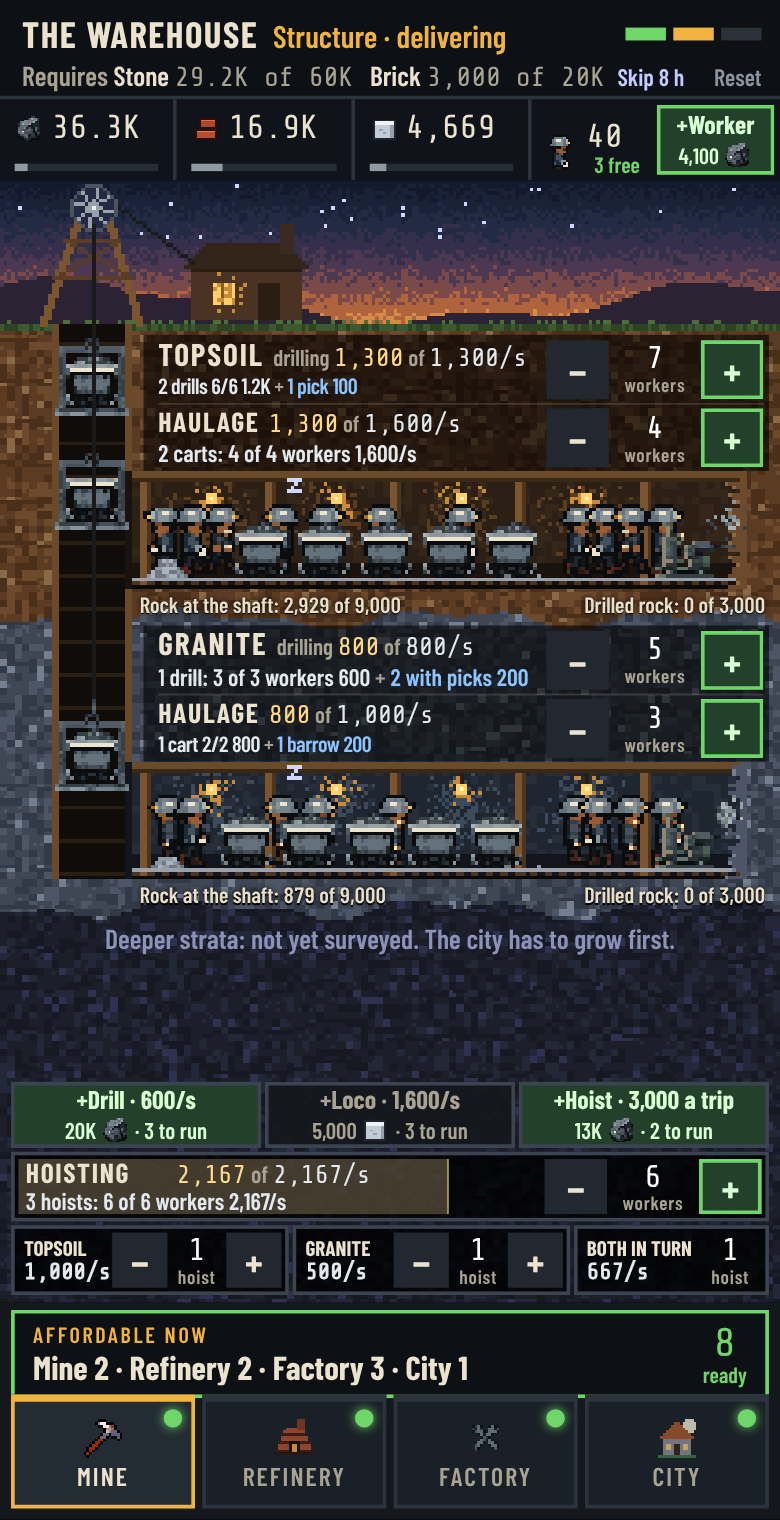 THE WAREHOUSE Structure · delivering
Requires Stone 29.2K of 60K Brick 3,000 of 20K Skip 8 h Reset
36.3K 16.9K 4,669 40 3 free +Worker 4,100
TOPSOIL drilling 1,300 of 1,300/s − 7 workers +
2 drills 6/6 1.2K + 1 pick 100
HAULAGE 1,300 of 1,600/s − 4 workers +
2 carts: 4 of 4 workers 1,600/s
Rock at the shaft: 2,929 of 9,000 Drilled rock: 0 of 3,000
GRANITE drilling 800 of 800/s − 5 workers +
1 drill: 3 of 3 workers 600 + 2 with picks 200
HAULAGE 800 of 1,000/s − 3 workers +
1 cart 2/2 800 + 1 barrow 200
Rock at the shaft: 879 of 9,000 Drilled rock: 0 of 3,000
Deeper strata: not yet surveyed. The city has to grow first.
+Drill · 600/s +Loco · 1,600/s +Hoist · 3,000 a trip
20K · 3 to run 5,000 · 3 to run 13K · 2 to run
HOISTING 2,167 of 2,167/s − 6 workers +
3 hoists: 6 of 6 workers 2,167/s
TOPSOIL − 1 + GRANITE − 1 + BOTH IN TURN 1
1,000/s hoist 500/s hoist 667/s hoist
AFFORDABLE NOW 8
Mine 2 · Refinery 2 · Factory 3 · City 1 ready
MINE REFINERY FACTORY CITY